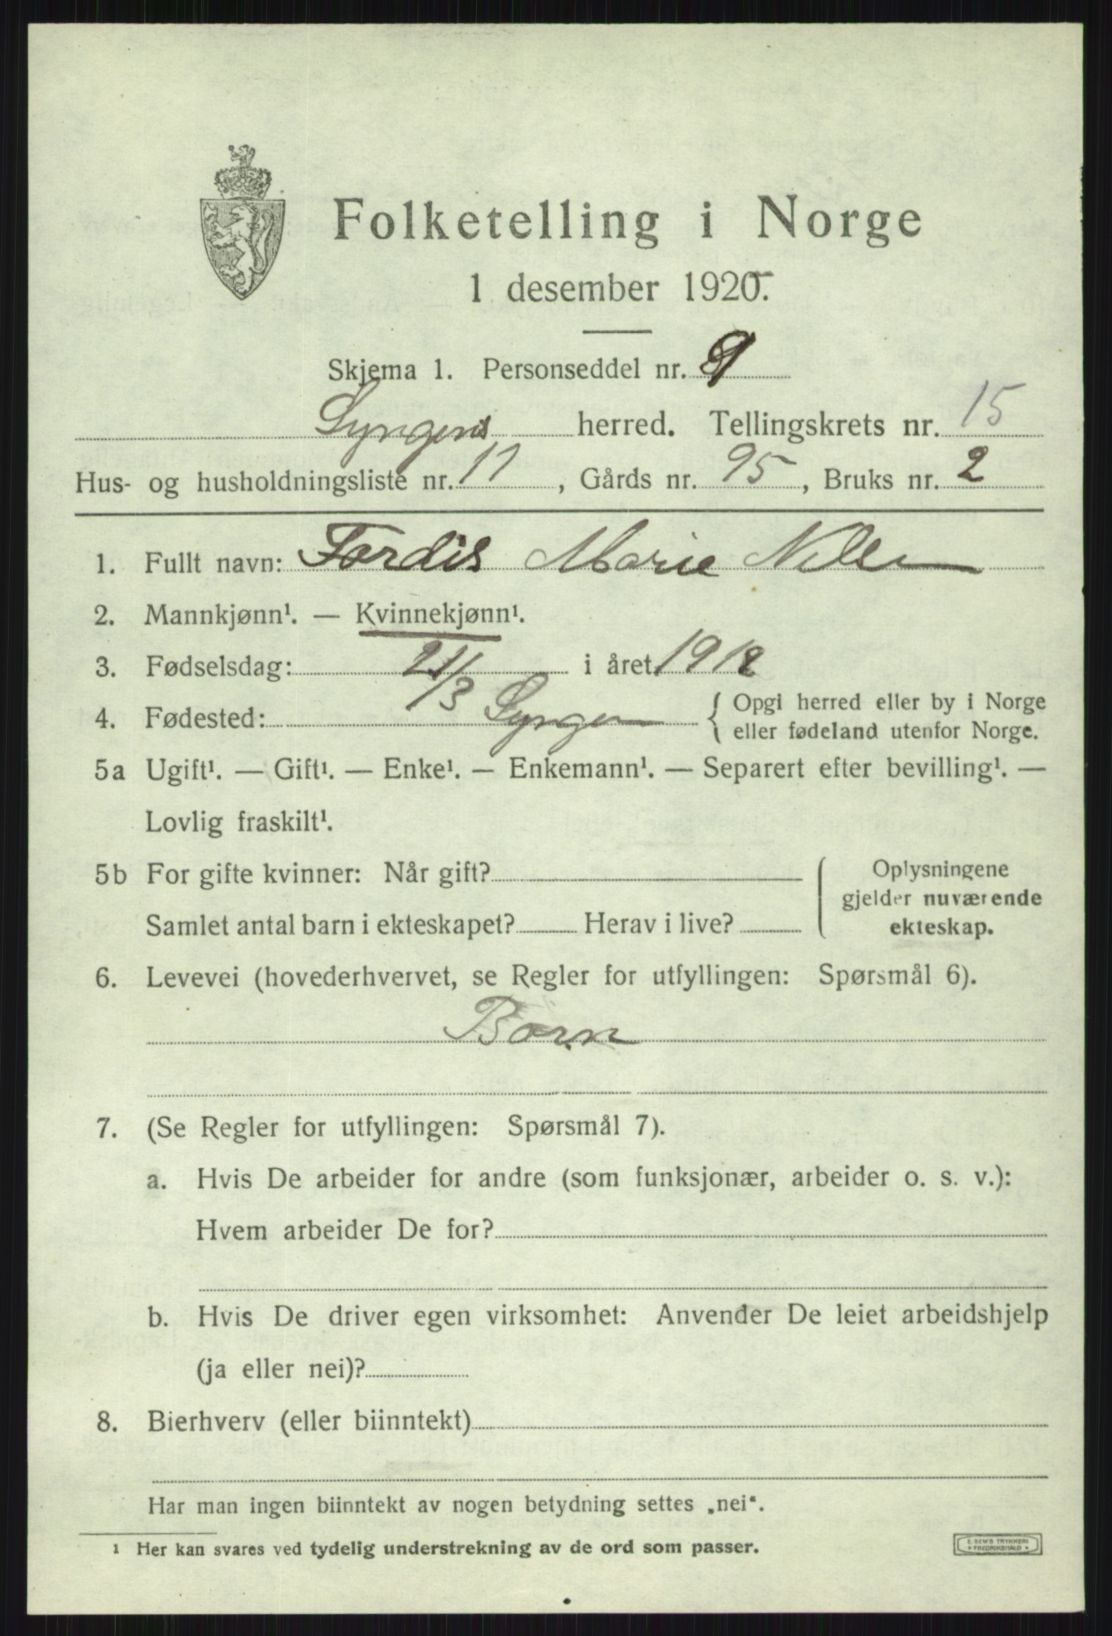 Folketelling i Norge
1 desember 1920.
Skjema 1. Personseddel nr. 9
Lyngens herred. Tellingskrets nr. 15
Hus- og husholdningsliste nr. 11, Gårds nr. 95, Bruks nr. 2
1. Fullt navn: Tordis Marie Nilsen
2. Mannkjønn¹. — Kvinnekjønn¹.
3. Fødselsdag: 21/3 i året 1912
4. Fødested: Lyngen { Opgi herred eller by i Norge
eller fødeland utenfor Norge.
5a Ugift¹. — Gift¹. — Enke¹. — Enkemann¹. — Separert efter bevilling¹. —
Lovlig fraskilt¹.
5b For gifte kvinner: Når gift?
Samlet antal barn i ekteskapet? Herav i live?
Oplysningene
gjelder nuværende
ekteskap.
6. Levevei (hovederhvervet, se Regler for utfyllingen: Spørsmål 6).
Barn
7. (Se Regler for utfyllingen: Spørsmål 7).
a. Hvis De arbeider for andre (som funksjonær, arbeider o. s. v.):
Hvem arbeider De for?
b. Hvis De driver egen virksomhet: Anvender De leiet arbeidshjelp
(ja eller nei)?
8. Bierhverv (eller biinntekt)
Har man ingen biinntekt av nogen betydning settes „nei“.
¹ Her kan svares ved tydelig understrekning av de ord som passer.